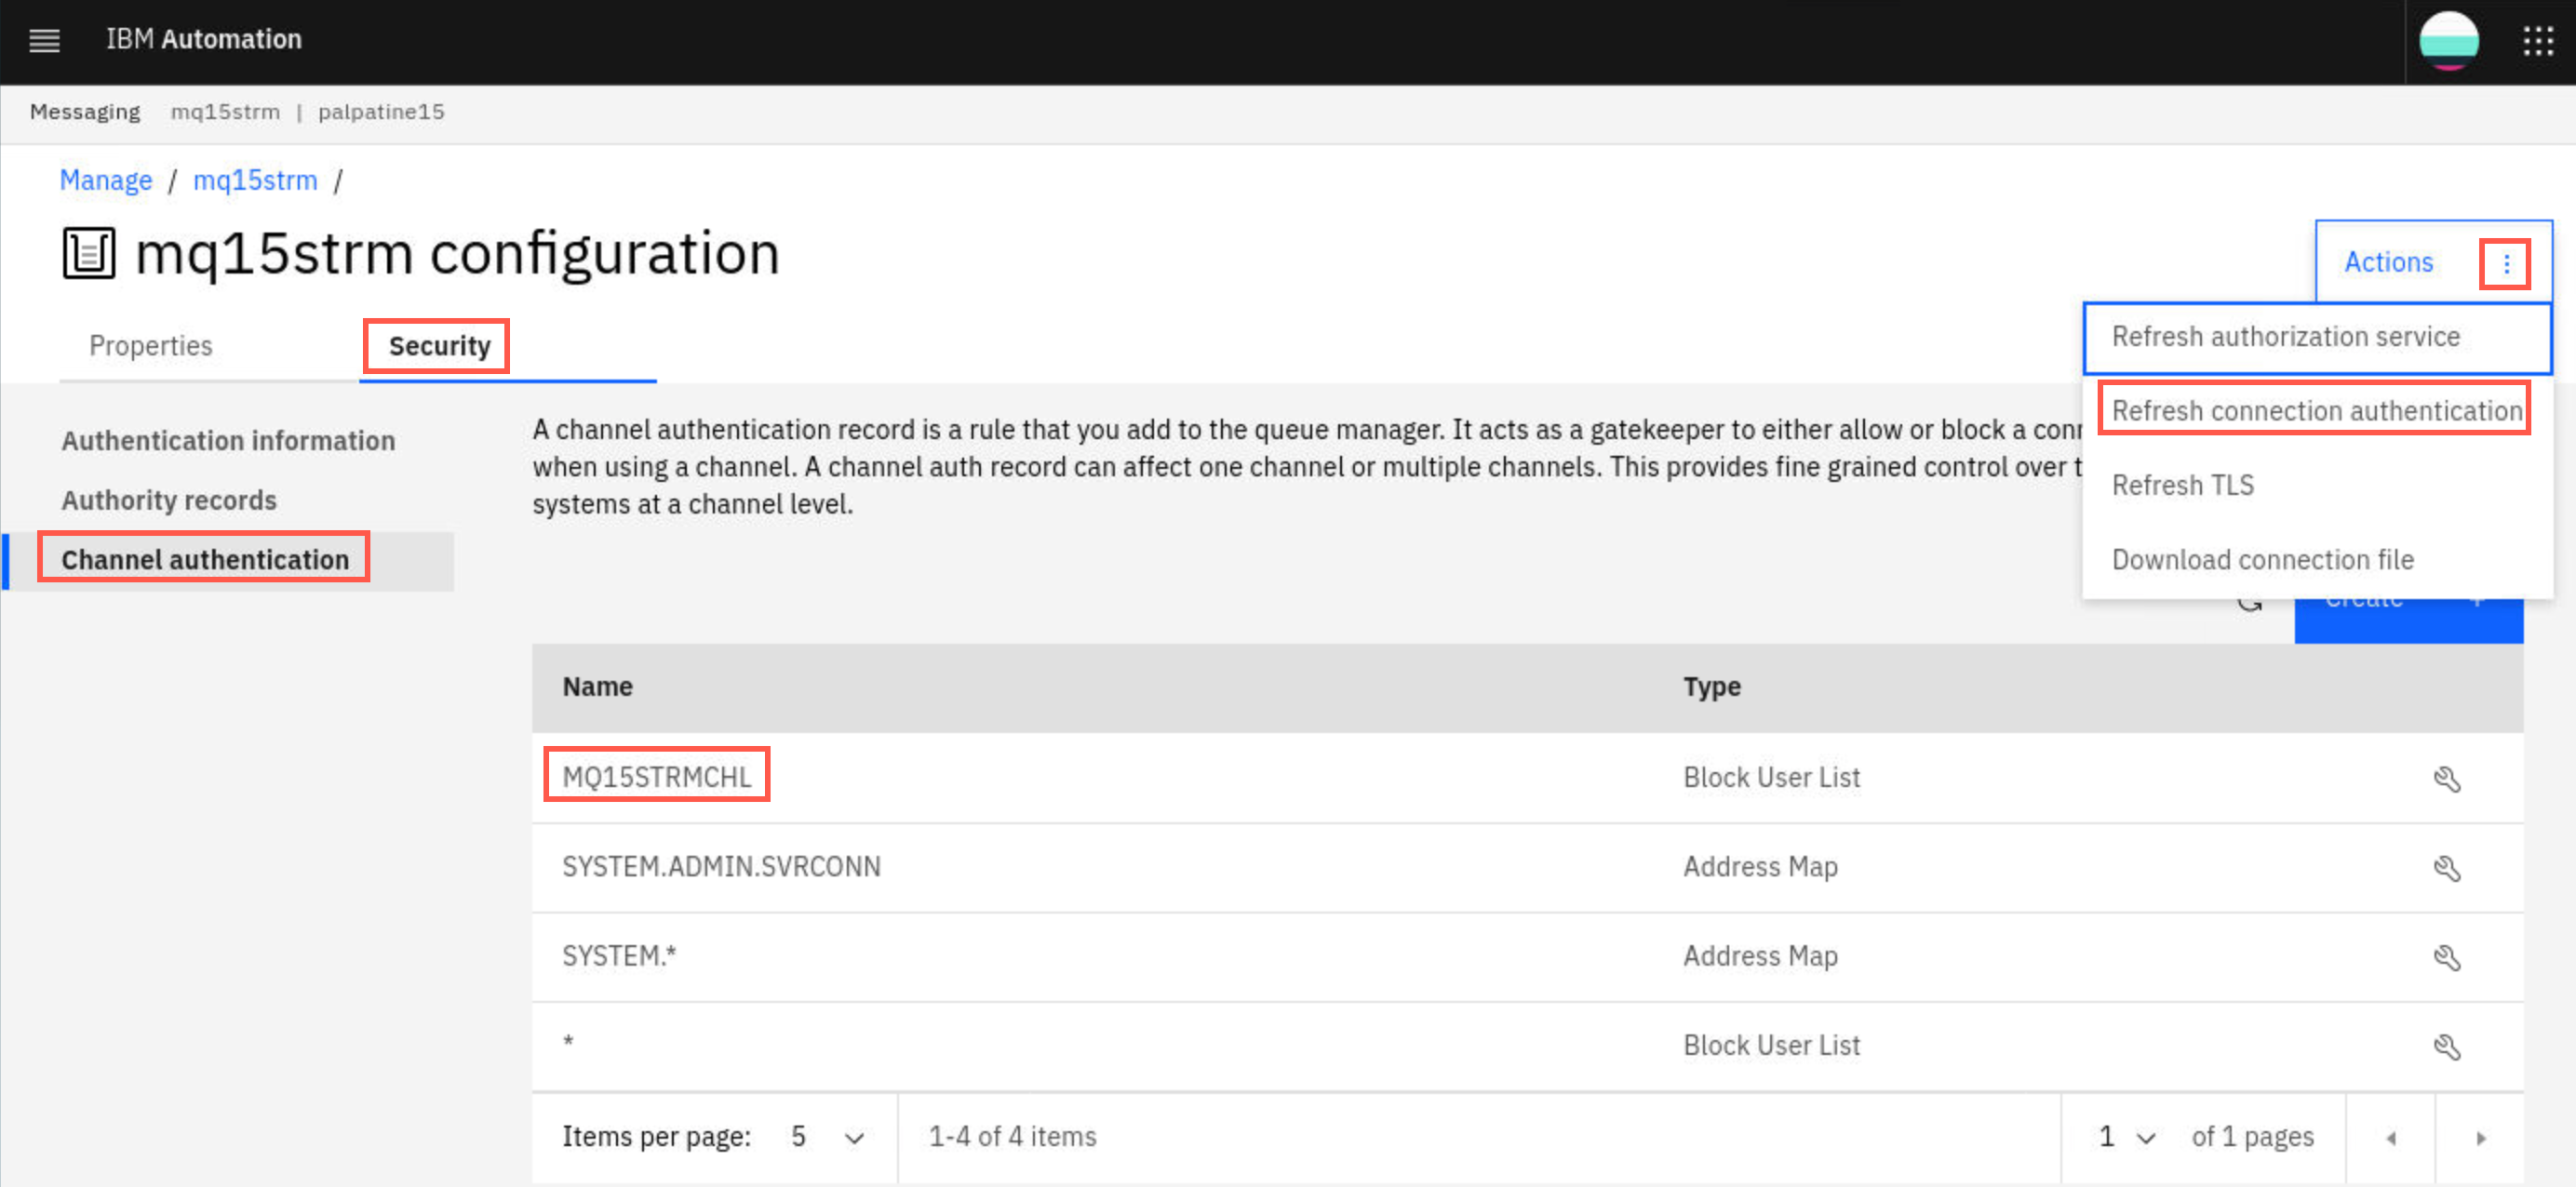 IBM Automation
Messaging mq15strm | palpatine15
Manage / mq15strm /
mq15strm configuration
Actions
Properties
Security
Refresh authorization service
Refresh connection authentication
Refresh TLS
Download connection file
Authentication information
Authority records
Channel authentication
A channel authentication record is a rule that you add to the queue manager. It acts as a gatekeeper to either allow or block a
when using a channel. A channel auth record can affect one channel or multiple channels. This provides fine grained control over
systems at a channel level.
Create +
Name Type
MQ15STRMCHL Block User List
SYSTEM.ADMIN.SVRCONN Address Map
SYSTEM.* Address Map
* Block User List
Items per page: 5 1-4 of 4 items 1 of 1 pages